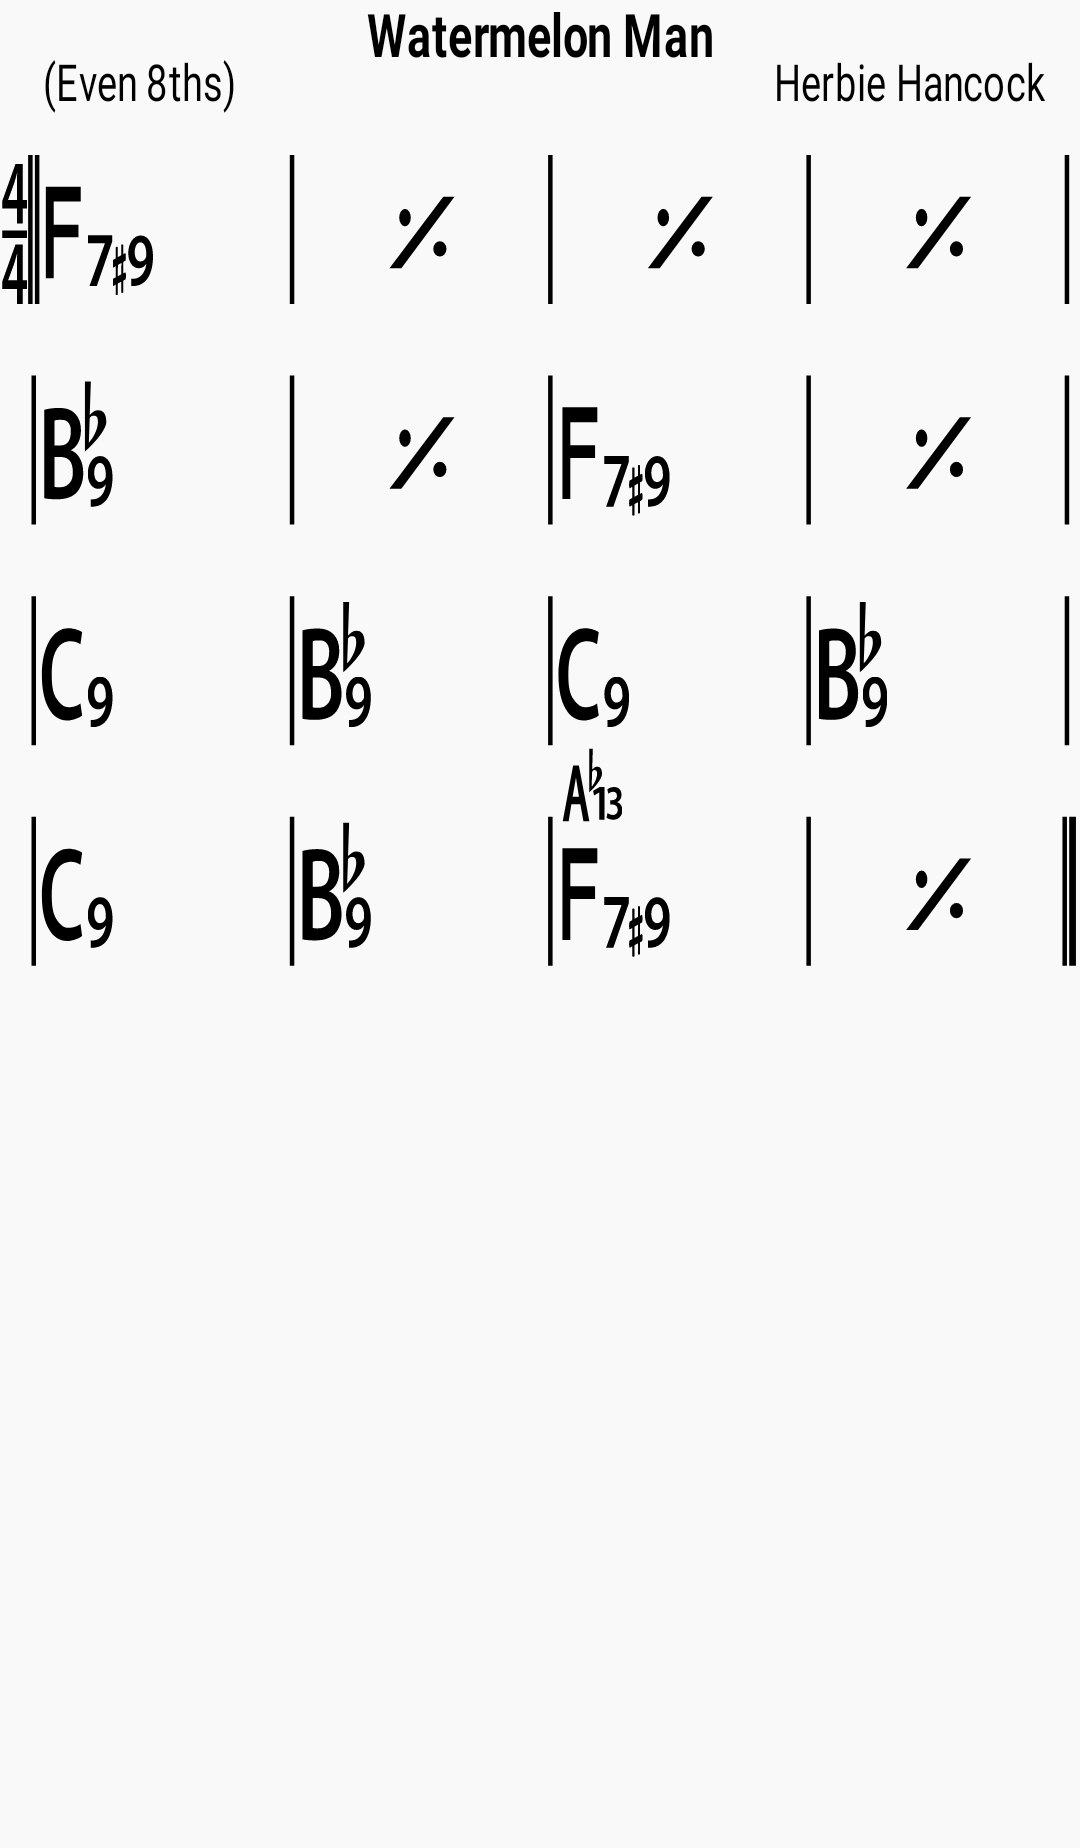 Watermelon Man
(Even 8ths) Herbie Hancock
4/4 F7♯9 𝄎 𝄎 𝄎
B♭9 𝄎 F7♯9 𝄎
C9 B♭9 C9 B♭9
A♭13
C9 B♭9 F7♯9 𝄎